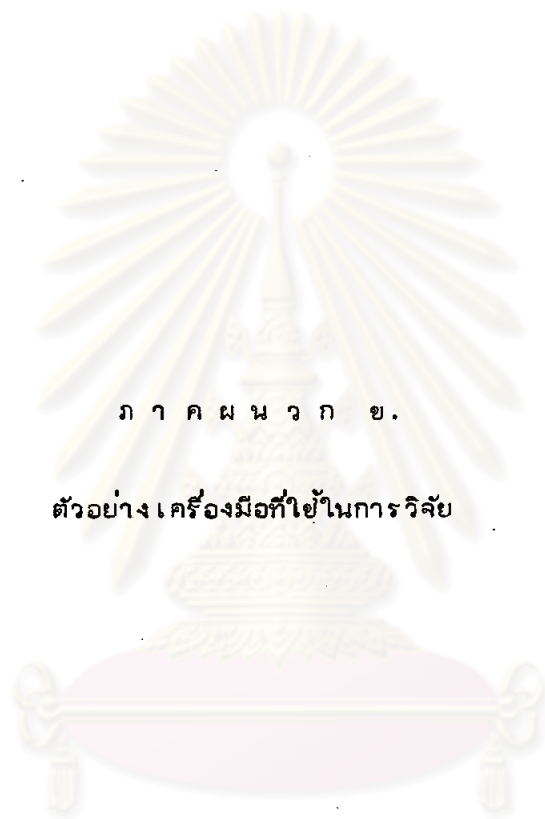 ภ า ค ผ น ว ก ข.
ตัวอย่างเครื่องมือที่ใช้ในการวิจัย